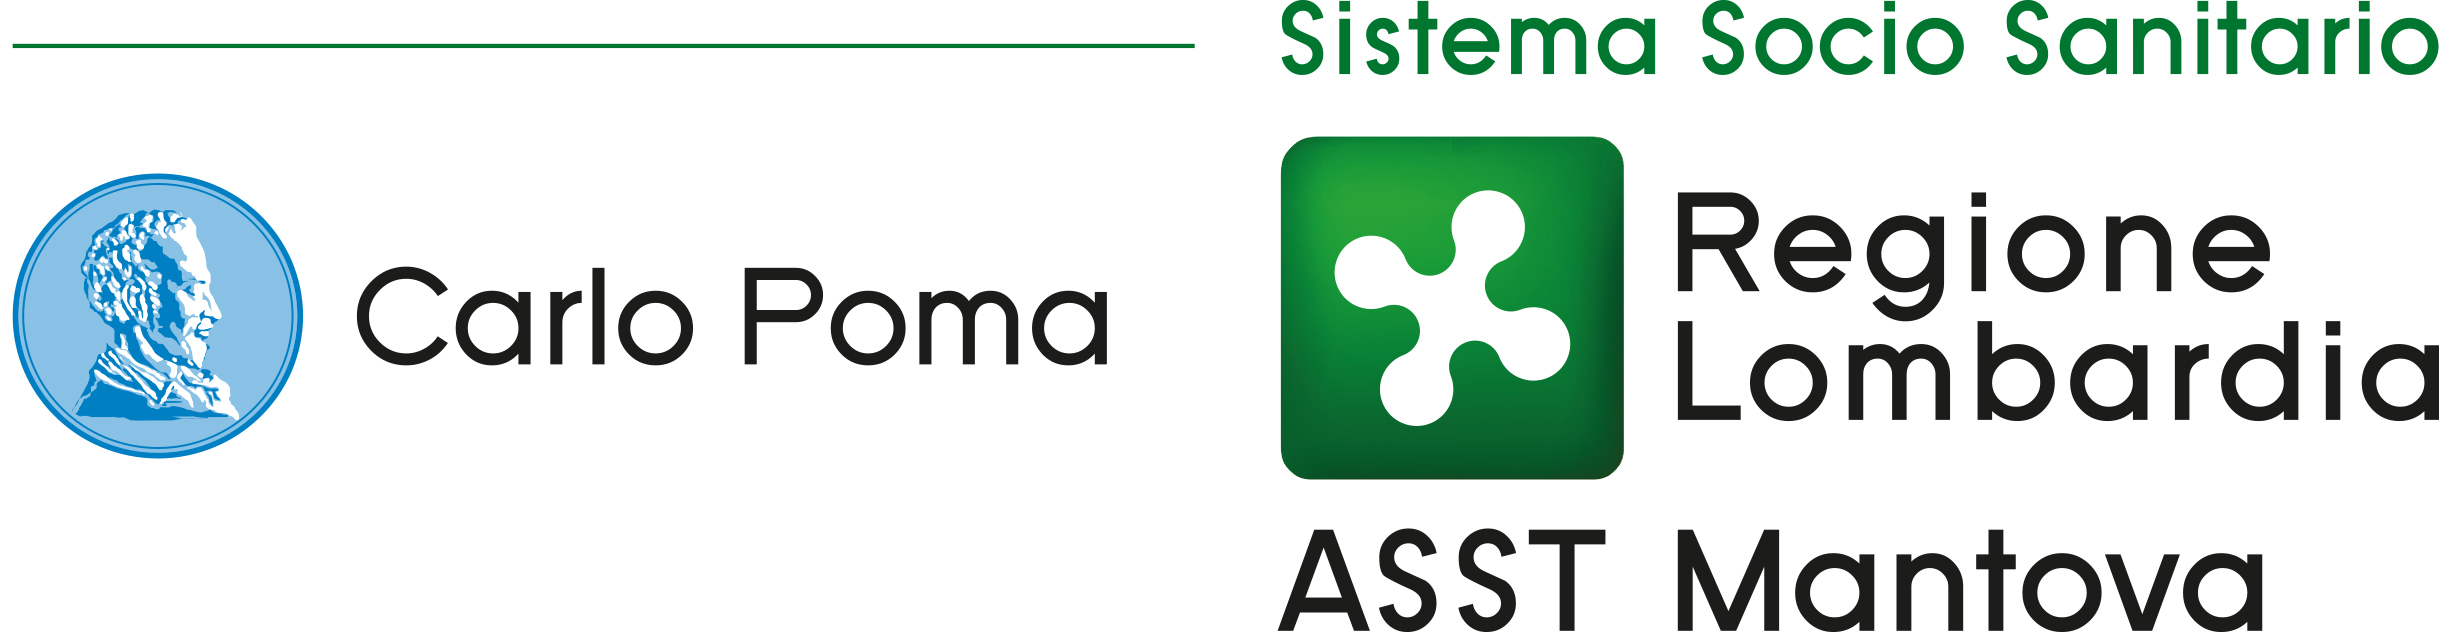 Sistema Socio Sanitario
Carlo Poma
Regione
Lombardia
ASST Mantova